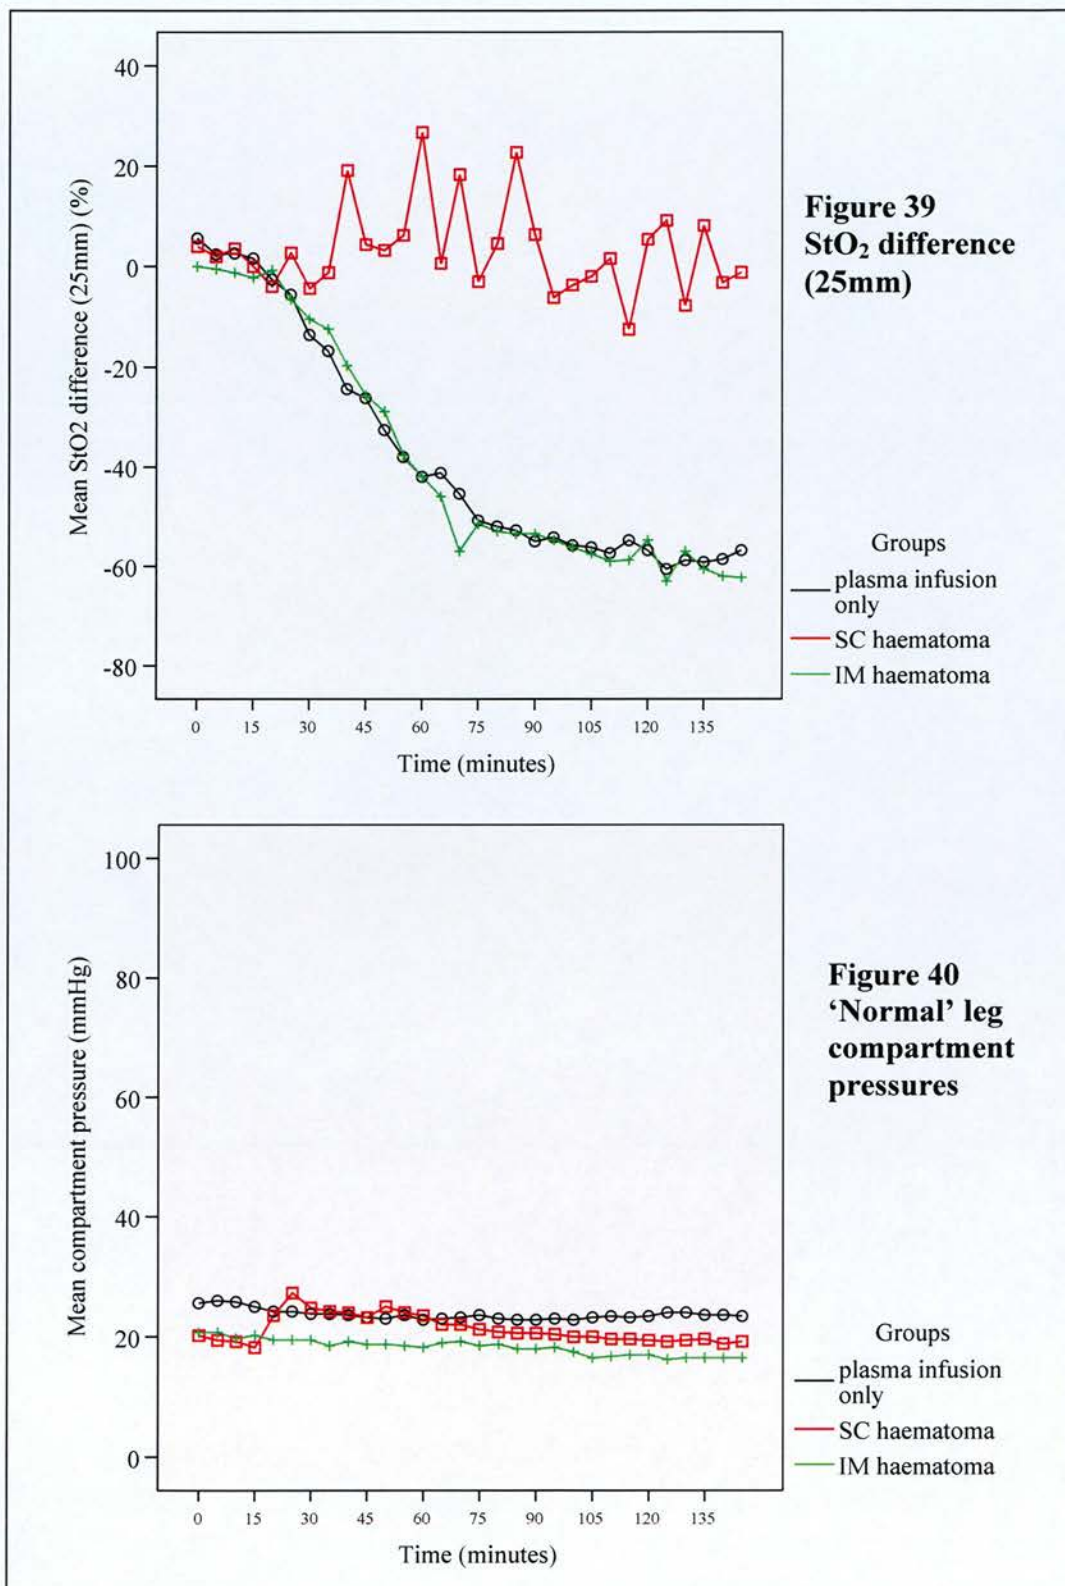 40
20
0
-20
-40
-60
-80
Mean StO2 difference (25mm) (%)
0 15 30 45 60 75 90 105 120 135
Time (minutes)
Figure 39
StO₂ difference
(25mm)
Groups
plasma infusion
only
SC haematoma
IM haematoma
100
80
60
40
20
0
Mean compartment pressure (mmHg)
0 15 30 45 60 75 90 105 120 135
Time (minutes)
Figure 40
‘Normal’ leg
compartment
pressures
Groups
plasma infusion
only
SC haematoma
IM haematoma